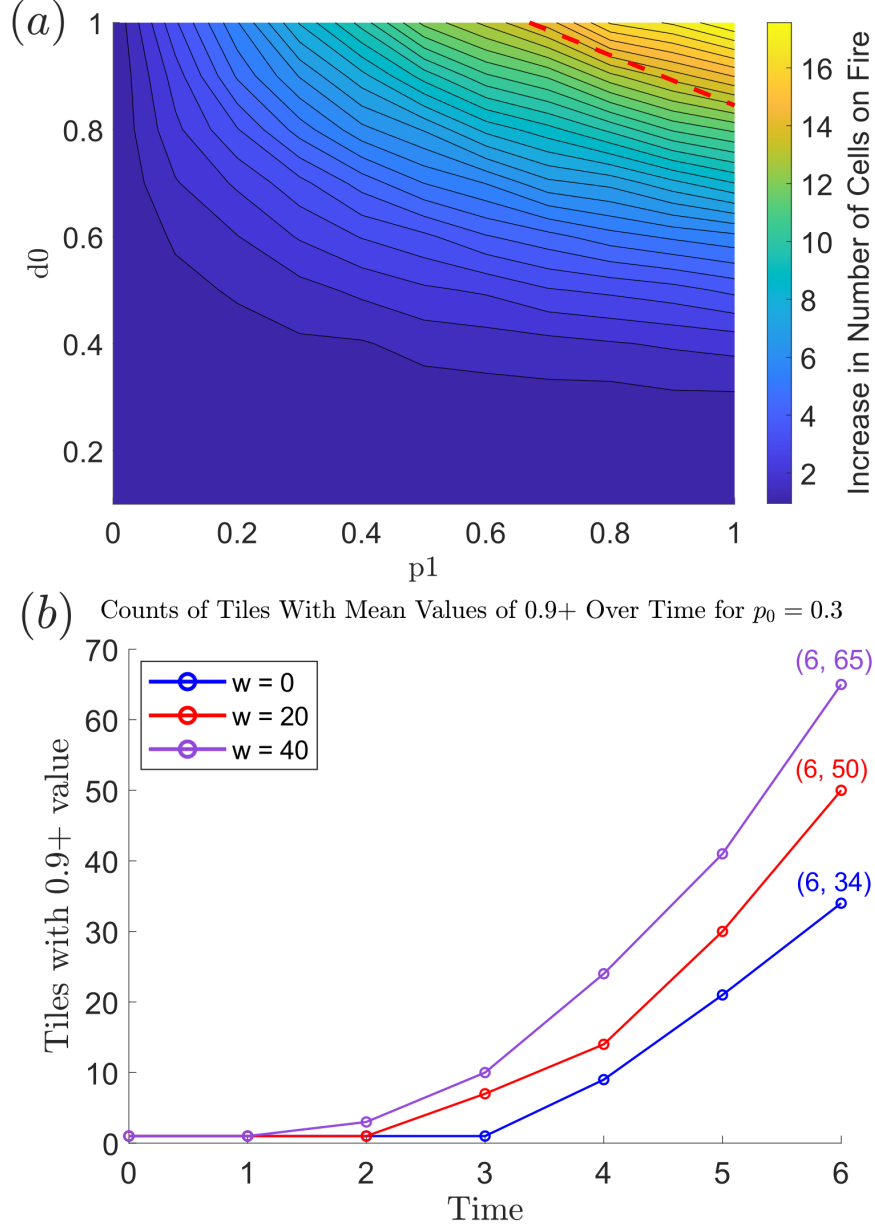 (a)
1
0.8
0.6
0.4
0.2
d0
0 0.2 0.4 0.6 0.8 1
p1
16
14
12
10
8
6
4
2
Increase in Number of Cells on Fire
(b) Counts of Tiles With Mean Values of 0.9+ Over Time for p₀ = 0.3
70
60
50
40
30
20
10
0
Tiles with 0.9+ value
w = 0
w = 20
w = 40
(6, 65)
(6, 50)
(6, 34)
0 1 2 3 4 5 6
Time